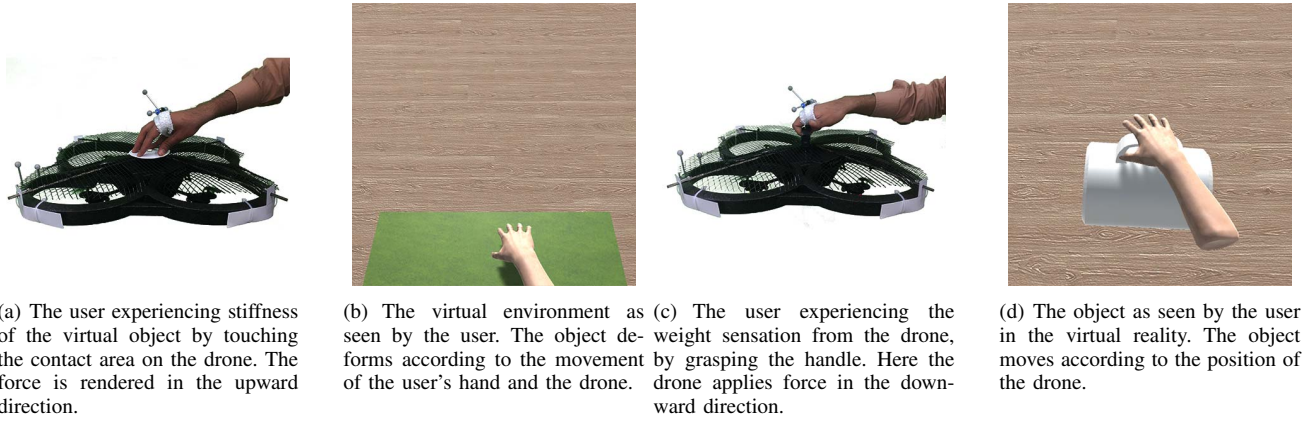 (a) The user experiencing stiffness
of the virtual object by touching
the contact area on the drone. The
force is rendered in the upward
direction.
(b) The virtual environment as
seen by the user. The object de-
forms according to the movement
of the user's hand and the drone.
(c) The user experiencing the
weight sensation from the drone,
by grasping the handle. Here the
drone applies force in the down-
ward direction.
(d) The object as seen by the user
in the virtual reality. The object
moves according to the position of
the drone.